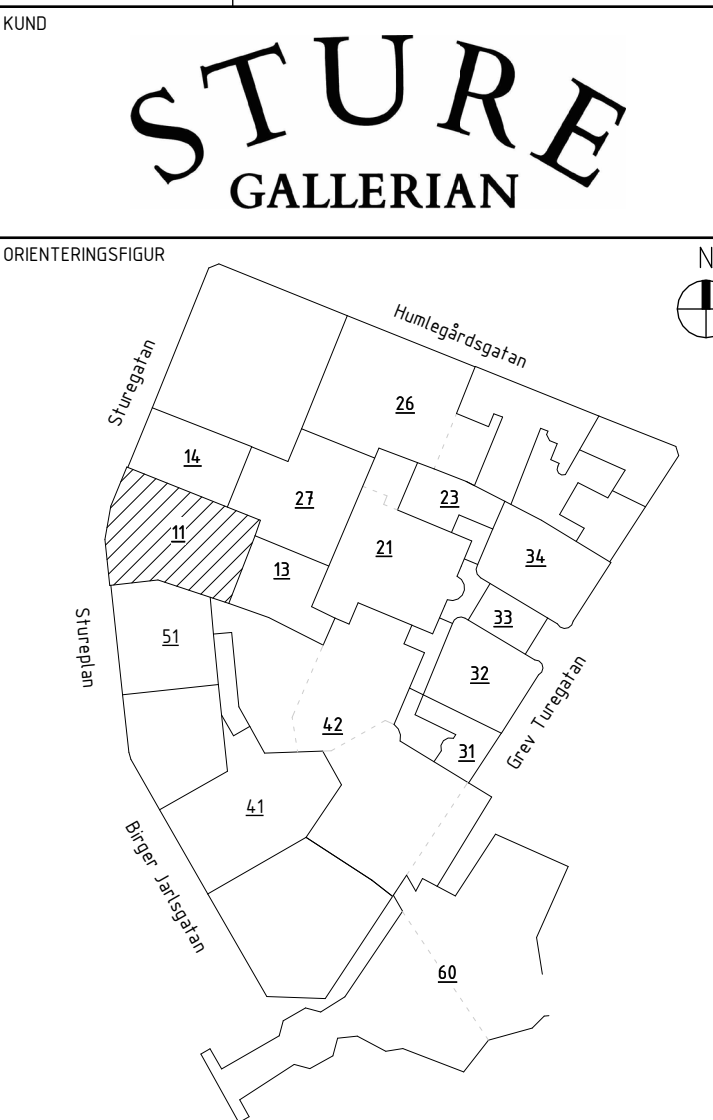 KUND
STURE
GALLERIAN
ORIENTERINGSFIGUR
N
Humlegårdsgatan
Sturegatan
26
14
27
23
11
21
34
13
33
51
Stureplan
32
42
Grev Turegatan
31
41
Birger Jarlsgatan
60